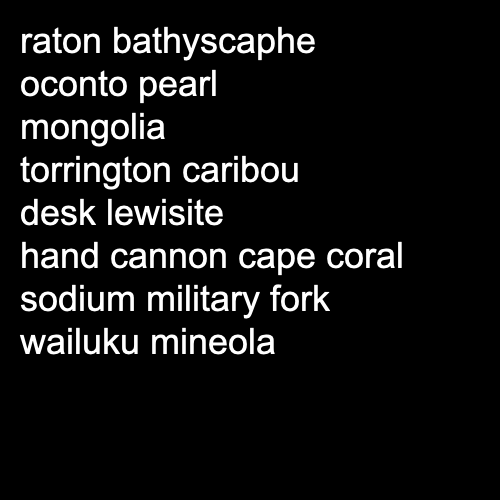 raton bathyscaphe
oconto pearl
mongolia
torrington caribou
desk lewisite
hand cannon cape coral
sodium military fork
wailuku mineola